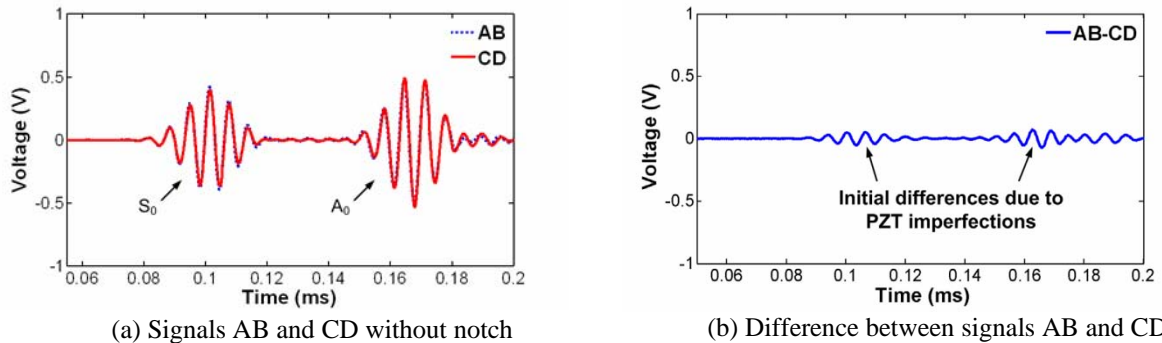 1
AB
CD
0.5
Voltage (V)
0
S0
A0
-0.5
-1
0.06 0.08 0.1 0.12 0.14 0.16 0.18 0.2
Time (ms)
(a) Signals AB and CD without notch
1
AB-CD
0.5
Voltage (V)
0
Initial differences due to
PZT imperfections
-0.5
-1
0.06 0.08 0.1 0.12 0.14 0.16 0.18 0.2
Time (ms)
(b) Difference between signals AB and CD